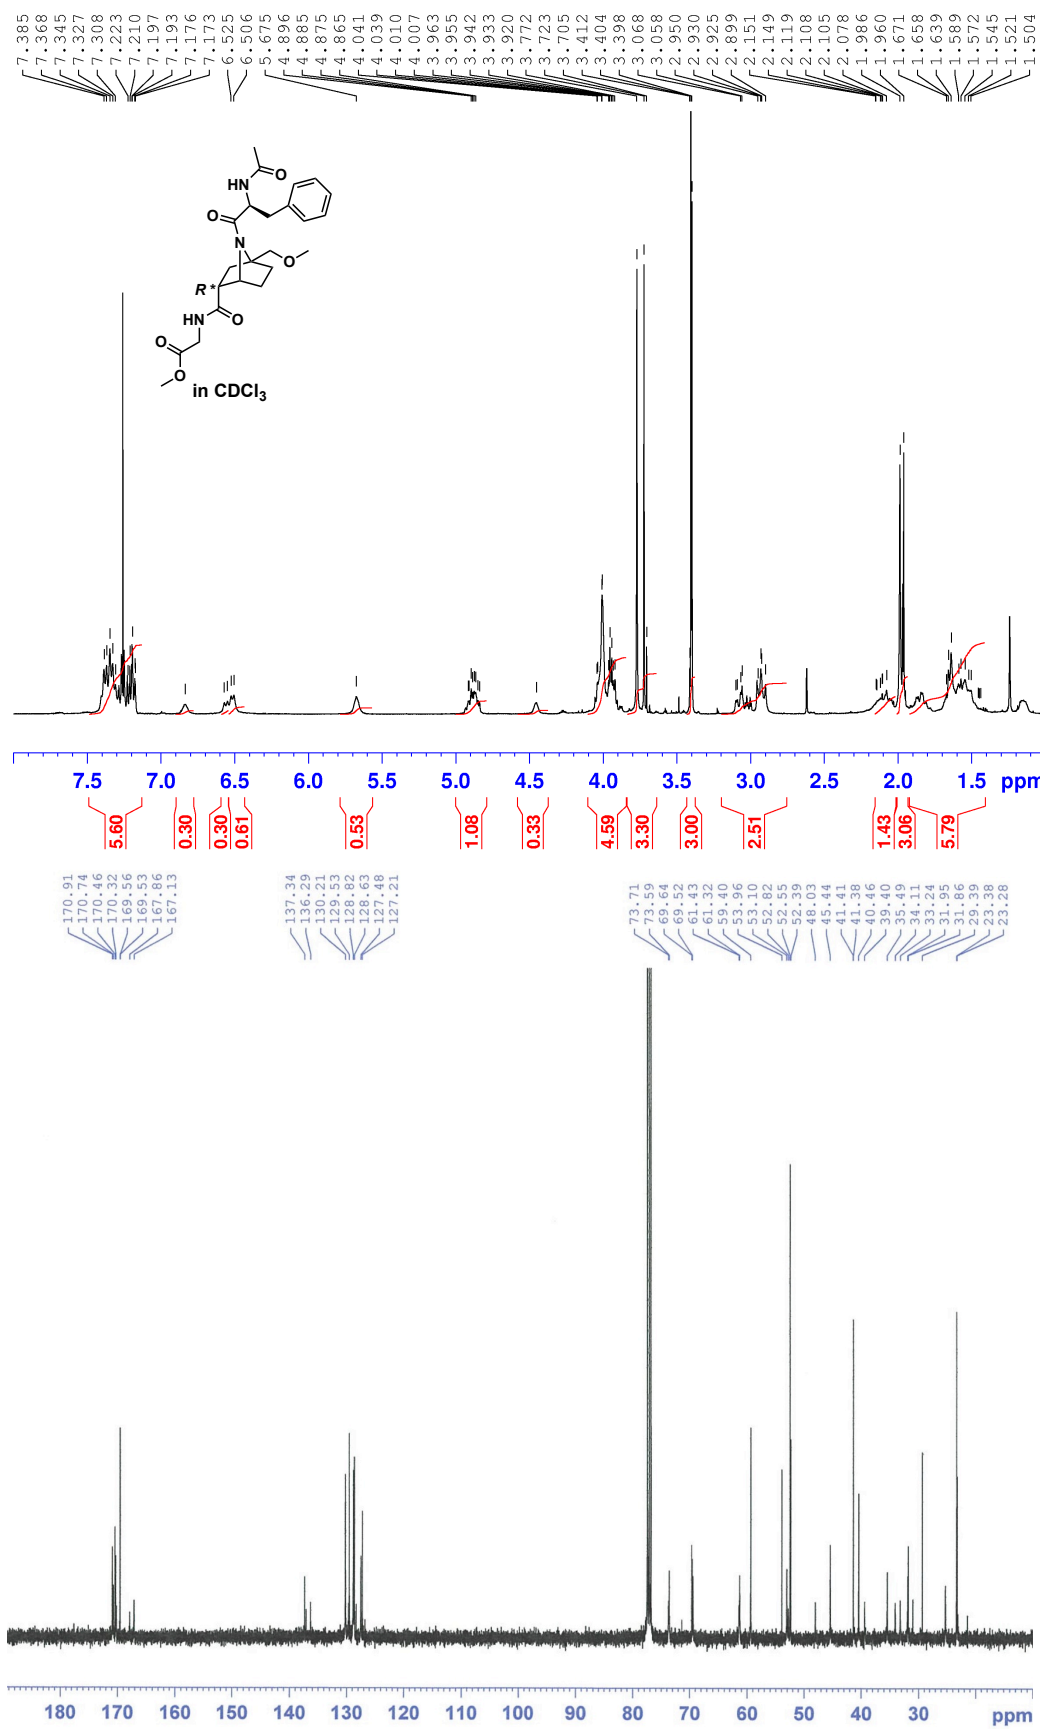 7.385 7.368 7.345 7.327 7.308 7.223 7.210 7.197 7.193 7.176 7.173 6.525 6.506 5.675 4.896 4.885 4.875 4.865 4.041 4.039 4.010 4.007 3.963 3.955 3.942 3.933 3.920 3.772 3.723 3.705 3.412 3.404 3.398 3.068 3.058 2.950 2.930 2.925 2.899 2.151 2.149 2.119 2.108 2.105 2.078 1.986 1.960 1.671 1.658 1.639 1.589 1.572 1.545 1.521 1.504
O
HN
O
N
O
R*
HN
O
O
O
in CDCl3
7.5 7.0 6.5 6.0 5.5 5.0 4.5 4.0 3.5 3.0 2.5 2.0 1.5 ppm
5.60 0.30 0.30 0.61 0.53 1.08 0.33 4.59 3.30 3.00 2.51 1.43 3.06 5.79
170.91 170.74 170.46 170.32 169.56 169.53 167.86 167.13 137.34 136.29 130.21 129.53 128.82 128.63 127.48 127.21 73.71 73.59 69.64 69.52 61.43 61.32 59.40 53.96 53.10 52.82 52.55 52.39 48.03 45.44 41.41 41.38 40.46 39.40 35.49 34.11 33.24 31.95 31.86 29.39 23.38 23.28
180 170 160 150 140 130 120 110 100 90 80 70 60 50 40 30 ppm